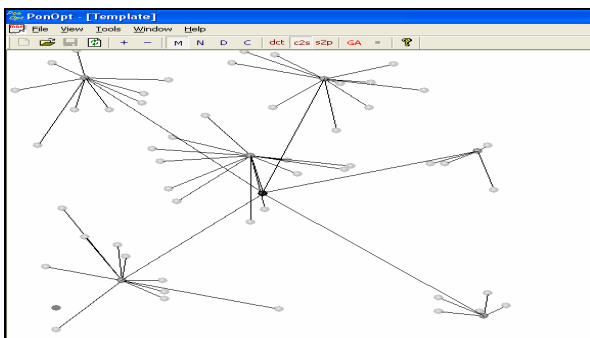 PonOpt - [Template]
File View Tools Window Help
+ - M N D C dct c2s s2p GA = ?